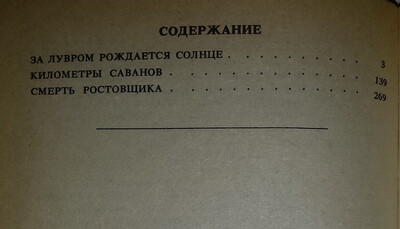 СОДЕРЖАНИЕ
ЗА ЛУВРОМ РОЖДАЕТСЯ СОЛНЦЕ . . . . . . . . . 3
КИЛОМЕТРЫ САВАНОВ . . . . . . . . . . . . 139
СМЕРТЬ РОСТОВЩИКА . . . . . . . . . . . . 269